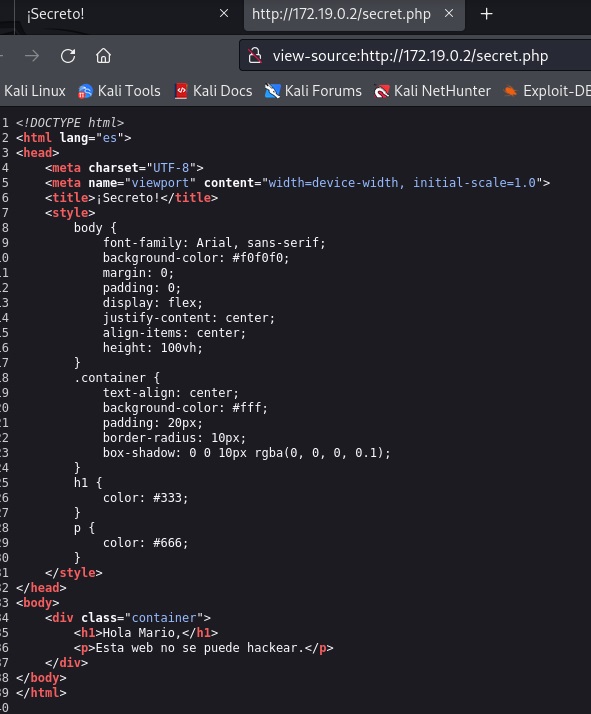 ¡Secreto!
http://172.19.0.2/secret.php
view-source:http://172.19.0.2/secret.php
Kali Linux Kali Tools Kali Docs Kali Forums Kali NetHunter Exploit-DB
1 <!DOCTYPE html>
2 <html lang="es">
3 <head>
4     <meta charset="UTF-8">
5     <meta name="viewport" content="width=device-width, initial-scale=1.0">
6     <title>¡Secreto!</title>
7     <style>
8         body {
9             font-family: Arial, sans-serif;
10             background-color: #f0f0f0;
11             margin: 0;
12             padding: 0;
13             display: flex;
14             justify-content: center;
15             align-items: center;
16             height: 100vh;
17         }
18         .container {
19             text-align: center;
20             background-color: #fff;
21             padding: 20px;
22             border-radius: 10px;
23             box-shadow: 0 0 10px rgba(0, 0, 0, 0.1);
24         }
25         h1 {
26             color: #333;
27         }
28         p {
29             color: #666;
30         }
31     </style>
32 </head>
33 <body>
34     <div class="container">
35         <h1>Hola Mario,</h1>
36         <p>Esta web no se puede hackear.</p>
37     </div>
38 </body>
39 </html>
40